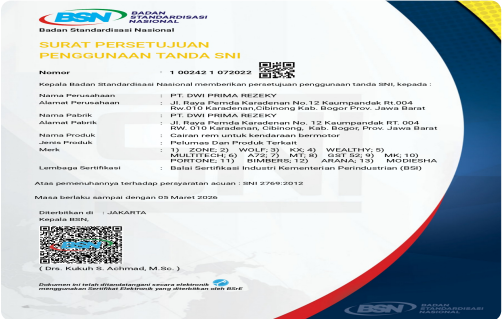 BSN BADAN
STANDARDISASI
NASIONAL
Badan Standardisasi Nasional
SURAT PERSETUJUAN
PENGGUNAAN TANDA SNI
Nomor : 1 00242 1 072022
Kepala Badan Standardisasi Nasional memberikan persetujuan penggunaan tanda SNI, kepada :
Nama Perusahaan : PT. DWI PRIMA REZEKY
Alamat Perusahaan : Jl. Raya Pemda Karadenan No.12 Kaumpandak Rt.004
Rw.010 Karadenan,Cibinong Kab. Bogor Prov. Jawa Barat
Nama Pabrik : PT. DWI PRIMA REZEKY
Alamat Pabrik : Jl. Raya Pemda Karadenan No.12 Kaumpandak RT. 004
RW. 010 Karadenan, Cibinong, Kab. Bogor, Prov. Jawa Barat
Nama Produk : Cairan rem untuk kendaraan bermotor
Jenis Produk : Pelumas Dan Produk Terkait
Merk : 1) ZONE; 2) WOLF; 3) KX; 4) WEALTHY; 5)
MULTITECH; 6) A72; 7) MT; 8) GST 52; 9) MK; 10)
PORTONE; 11) BIMBERS; 12) ARANA; 13) MODIESHA
Lembaga Sertifikasi : Balai Sertifikasi Industri Kementerian Perindustrian (BSI)
Atas pemenuhannya terhadap persyaratan acuan : SNI 2769:2012
Masa berlaku sampai dengan 05 Maret 2026
Diterbitkan di : JAKARTA
Kepala BSN,
BSN
( Drs. Kukuh S. Achmad, M.Sc. )
Dokumen ini telah ditandatangani secara elektronik
menggunakan Sertifikat Elektronik yang diterbitkan oleh BSrE
BSN BADAN
STANDARDISASI
NASIONAL